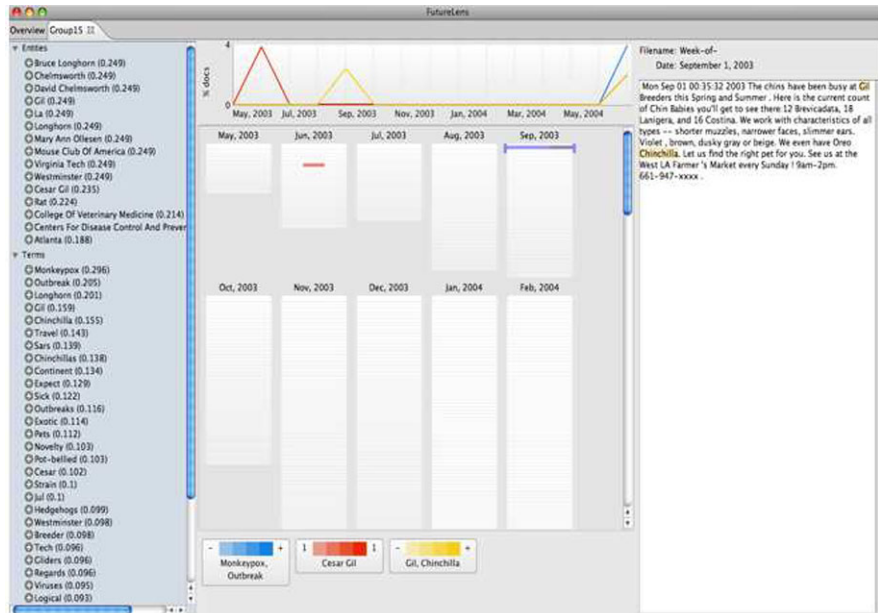 FutureLens
Overview Group15
Entities
Bruce Longhorn (0.249)
Chelmsworth (0.249)
David Chelmsworth (0.249)
Gil (0.249)
La (0.249)
Longhorn (0.249)
Mary Ann Ollesen (0.249)
Mouse Club Of America (0.249)
Virginia Tech (0.249)
Westminster (0.249)
Cesar Gil (0.235)
Rat (0.224)
College Of Veterinary Medicine (0.214)
Centers For Disease Control And Prever
Atlanta (0.188)
Terms
Monkeypox (0.296)
Outbreak (0.205)
Longhorn (0.201)
Gil (0.159)
Chinchilla (0.155)
Travel (0.143)
Sars (0.139)
Chinchillas (0.138)
Continent (0.134)
Expect (0.129)
Sick (0.122)
Outbreaks (0.116)
Exotic (0.114)
Pets (0.112)
Novelty (0.103)
Pot-bellied (0.103)
Cesar (0.102)
Strain (0.1)
Jul (0.1)
Hedgehogs (0.099)
Westminster (0.098)
Breeder (0.098)
Tech (0.096)
Gliders (0.096)
Regards (0.096)
Viruses (0.095)
Logical (0.093)
4
% docs
0
May, 2003 Jul, 2003 Sep, 2003 Nov, 2003 Jan, 2004 Mar, 2004 May, 2004
May, 2003 Jun, 2003 Jul, 2003 Aug, 2003 Sep, 2003
Oct, 2003 Nov, 2003 Dec, 2003 Jan, 2004 Feb, 2004
- + 1 1 - +
Monkeypox, Cesar Gil Gil, Chinchilla
Outbreak
Filename: Week-of-
Date: September 1, 2003
Mon Sep 01 00:35:32 2003 The chins have been busy at Gil
Breeders this Spring and Summer . Here is the current count
of Chin Babies you'll get to see there:12 Brevicadata, 18
Lanigera, and 16 Costina. We work with characteristics of all
types -- shorter muzzles, narrower faces, slimmer ears.
Violet , brown, dusky gray or beige. We even have Oreo
Chinchilla. Let us find the right pet for you. See us at the
West LA Farmer 's Market every Sunday ! 9am-2pm.
661-947-xxxx .